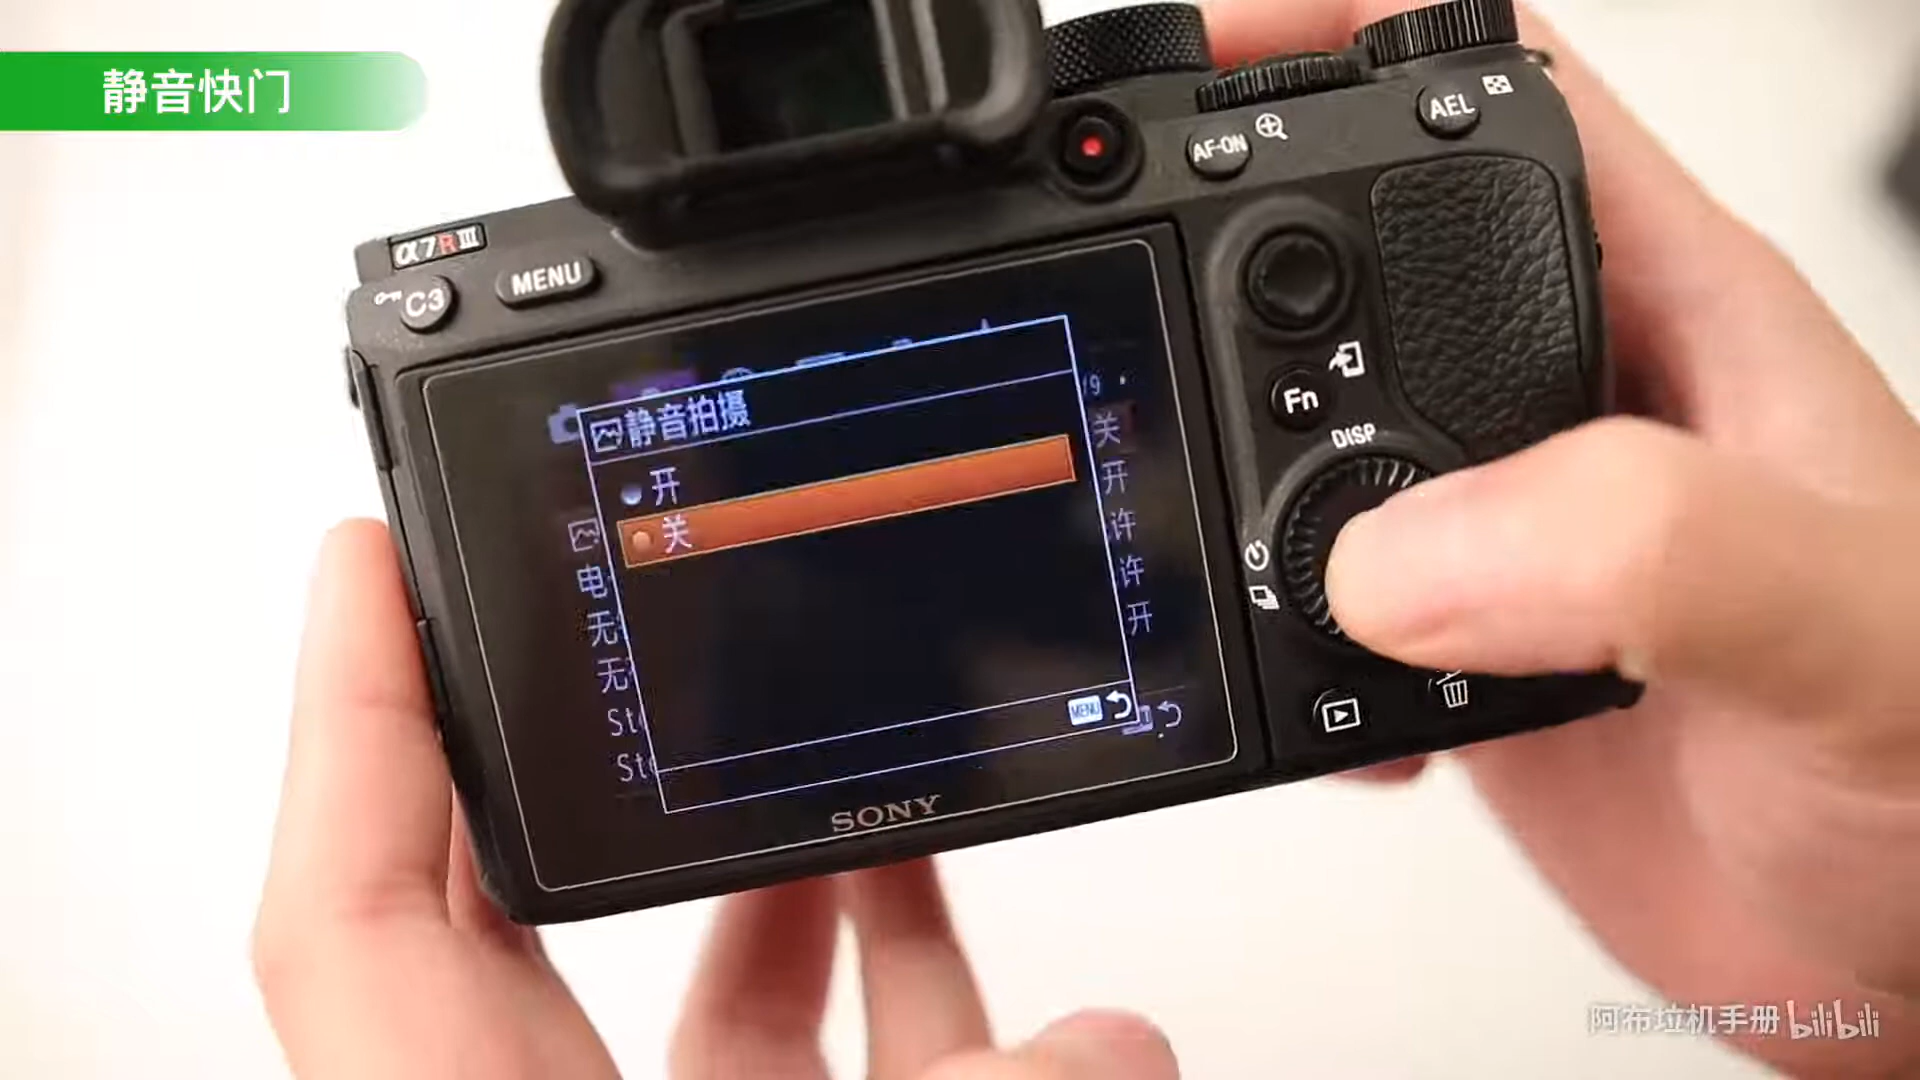 静音快门
α7RIII
C3
MENU
AF-ON
AEL
静音拍摄
开
关
19
关
开
许
许
开
电
无
无
St
St
MENU
Fn
DISP
SONY
阿布垃机手册 bilibili